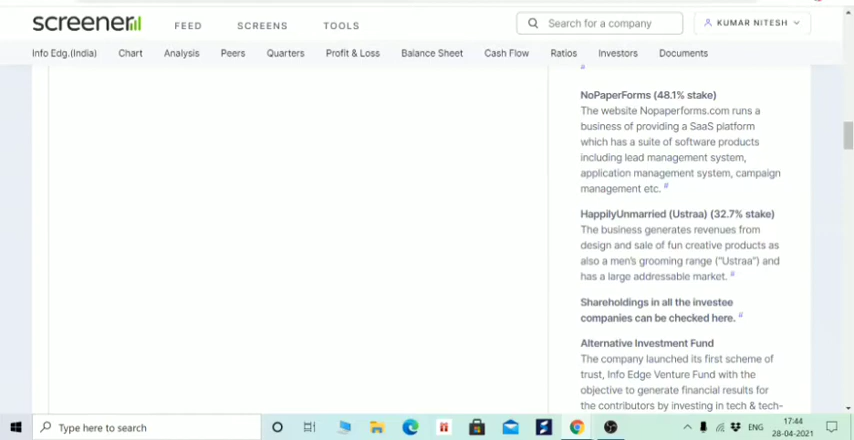 screener
FEED
SCREENS
TOOLS
Search for a company
KUMAR NITESH
Info Edg.(India)
Chart
Analysis
Peers
Quarters
Profit & Loss
Balance Sheet
Cash Flow
Ratios
Investors
Documents
NoPaperForms (48.1% stake)
The website Nopaperforms.com runs a
business of providing a SaaS platform
which has a suite of software products
including lead management system,
application management system, campaign
management etc. #
HappilyUnmarried (Ustraa) (32.7% stake)
The business generates revenues from
design and sale of fun creative products as
also a men's grooming range ("Ustraa") and
has a large addressable market. #
Shareholdings in all the investee
companies can be checked here. #
Alternative Investment Fund
The company launched its first scheme of
trust, Info Edge Venture Fund with the
objective to generate financial results for
the contributors by investing in tech & tech-
Type here to search
ENG
17:44
28-04-2021